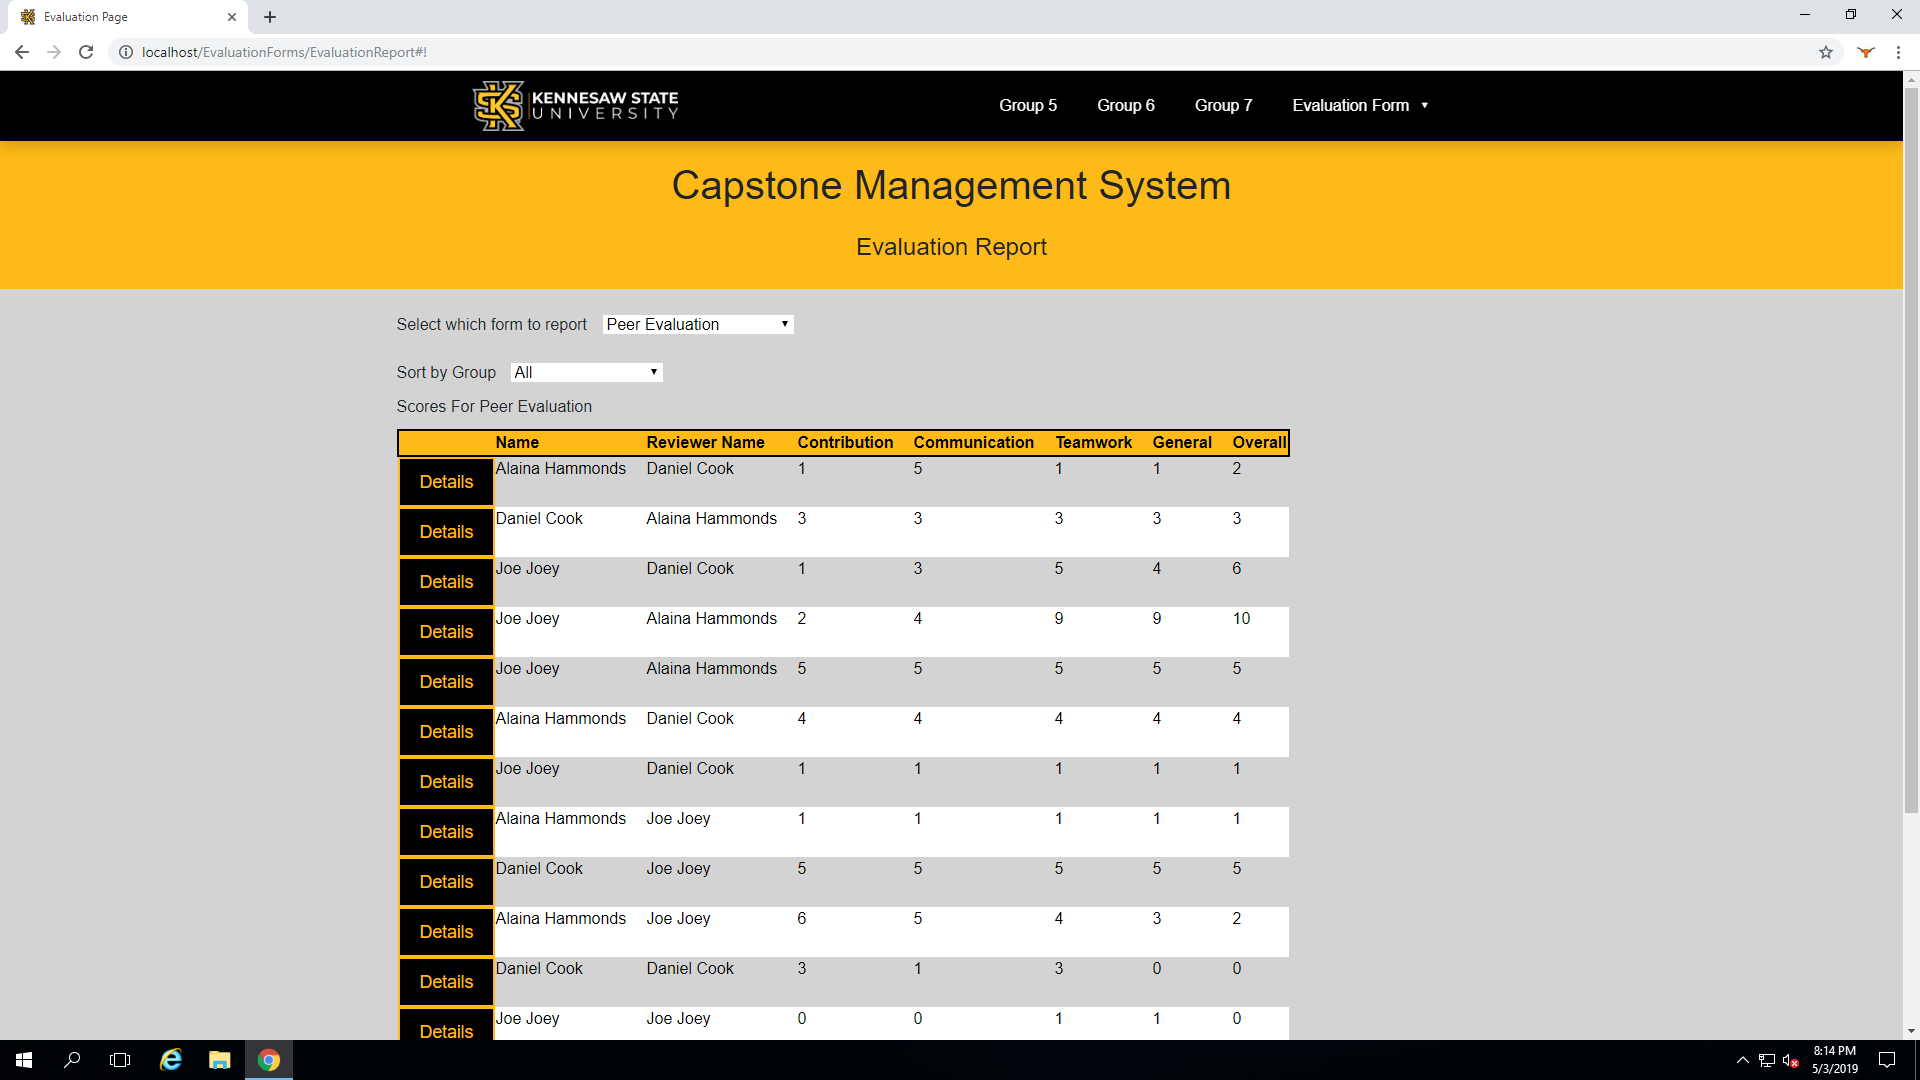 Evaluation Page
localhost/EvaluationForms/EvaluationReport#!
KENNESAW STATE
UNIVERSITY
Group 5 Group 6 Group 7 Evaluation Form
Capstone Management System
Evaluation Report
Select which form to report Peer Evaluation
Sort by Group All
Scores For Peer Evaluation
Name Reviewer Name Contribution Communication Teamwork General Overall
Details Alaina Hammonds Daniel Cook 1 5 1 1 2
Details Daniel Cook Alaina Hammonds 3 3 3 3 3
Details Joe Joey Daniel Cook 1 3 5 4 6
Details Joe Joey Alaina Hammonds 2 4 9 9 10
Details Joe Joey Alaina Hammonds 5 5 5 5 5
Details Alaina Hammonds Daniel Cook 4 4 4 4 4
Details Joe Joey Daniel Cook 1 1 1 1 1
Details Alaina Hammonds Joe Joey 1 1 1 1 1
Details Daniel Cook Joe Joey 5 5 5 5 5
Details Alaina Hammonds Joe Joey 6 5 4 3 2
Details Daniel Cook Daniel Cook 3 1 3 0 0
Details Joe Joey Joe Joey 0 0 1 1 0
8:14 PM
5/3/2019